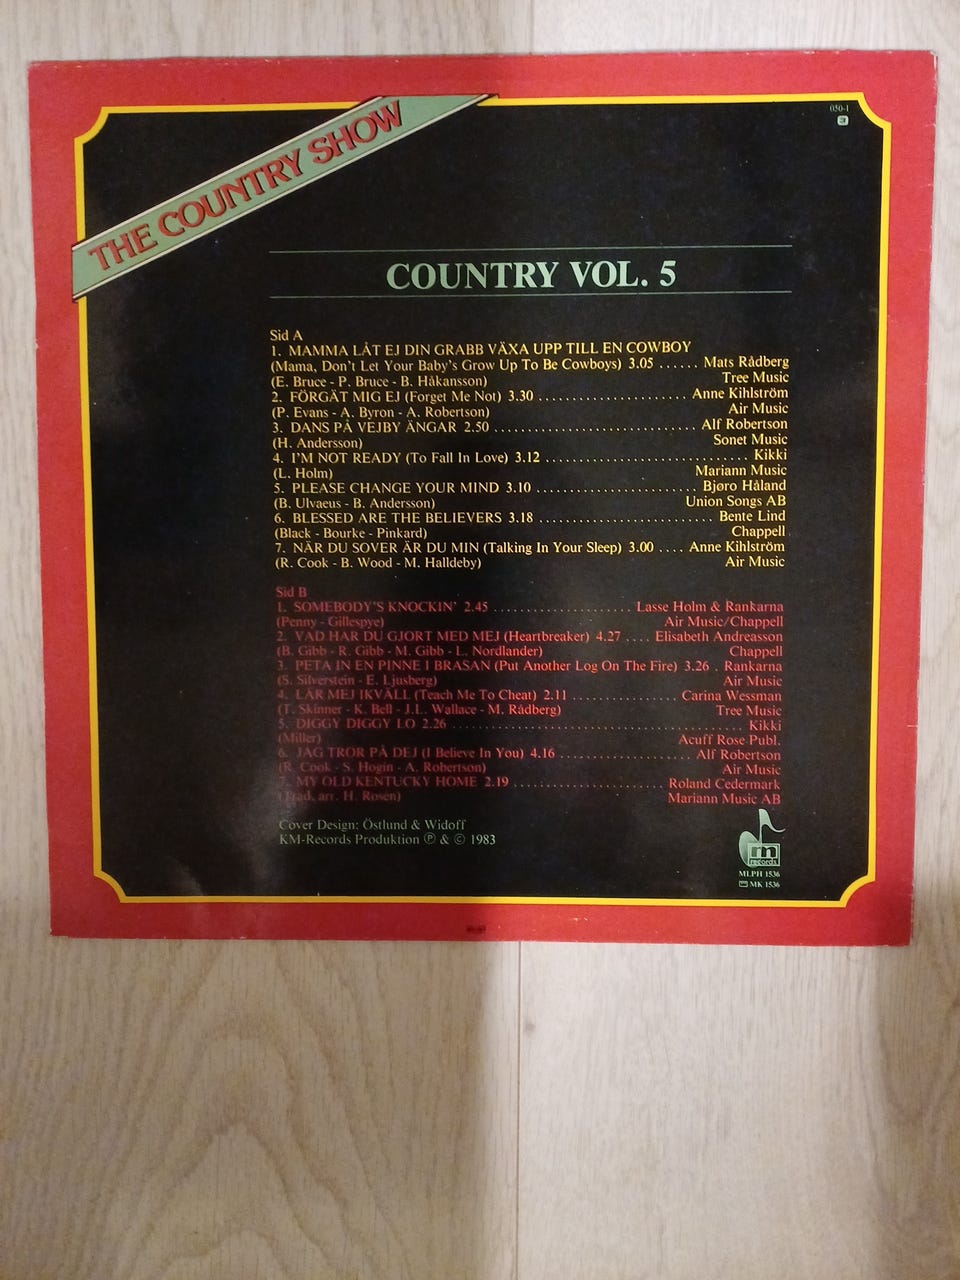 THE COUNTRY SHOW
050-1
3
COUNTRY VOL. 5
Sid A
1. MAMMA LÅT EJ DIN GRABB VÄXA UPP TILL EN COWBOY
(Mama, Don't Let Your Baby's Grow Up To Be Cowboys) 3.05 ...... Mats Rådberg
(E. Bruce - P. Bruce - B. Håkansson) Tree Music
2. FÖRGÄT MIG EJ (Forget Me Not) 3.30 ...................... Anne Kihlström
(P. Evans - A. Byron - A. Robertson) Air Music
3. DANS PÅ VEJBY ÄNGAR 2.50 ............................. Alf Robertson
(H. Andersson) Sonet Music
4. I'M NOT READY (To Fall In Love) 3.12 ............................. Kikki
(L. Holm) Mariann Music
5. PLEASE CHANGE YOUR MIND 3.10 ....................... Bjøro Håland
(B. Ulvaeus - B. Andersson) Union Songs AB
6. BLESSED ARE THE BELIEVERS 3.18 ......................... Bente Lind
(Black - Bourke - Pinkard) Chappell
7. NÄR DU SOVER ÄR DU MIN (Talking In Your Sleep) 3.00 .... Anne Kihlström
(R. Cook - B. Wood - M. Halldeby) Air Music
Sid B
1. SOMEBODY'S KNOCKIN' 2.45 .................... Lasse Holm & Rankarna
(Penny - Gillespye) Air Music/Chappell
2. VAD HAR DU GJORT MED MEJ (Heartbreaker) 4.27 .... Elisabeth Andreasson
(B. Gibb - R. Gibb - M. Gibb - L. Nordlander) Chappell
3. PETA IN EN PINNE I BRASAN (Put Another Log On The Fire) 3.26 . Rankarna
(S. Silverstein - E. Ljusberg) Air Music
4. LÄR MEJ IKVÄLL (Teach Me To Cheat) 2.11 ................ Carina Wessman
(T. Skinner - K. Bell - J.L. Wallace - M. Rådberg) Tree Music
5. DIGGY DIGGY LO 2.26 .......................................... Kikki
(Miller) Acuff Rose Publ.
6. JAG TROR PÅ DEJ (I Believe In You) 4.16 .................... Alf Robertson
(R. Cook - S. Hogin - A. Robertson) Air Music
7. MY OLD KENTUCKY HOME 2.19 ...................... Roland Cedermark
(Trad. arr. H. Rosen) Mariann Music AB
Cover Design: Östlund & Widoff
KM-Records Produktion ℗ & © 1983
m
records
MLPH 1536
MK 1536